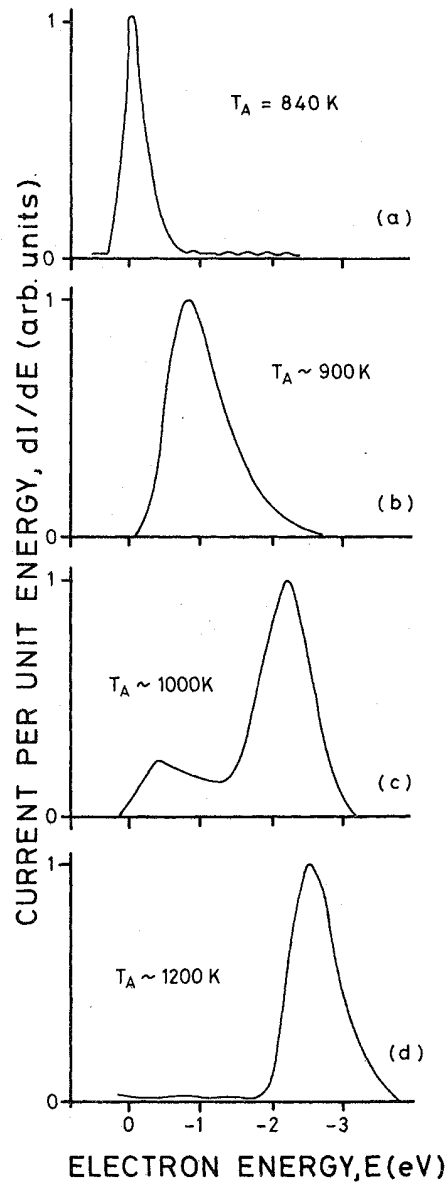 CURRENT PER UNIT ENERGY, dI/dE (arb. units)
1
T_A = 840 K
(a)
0
1
T_A ~ 900 K
(b)
0
1
T_A ~ 1000K
(c)
0
1
T_A ~ 1200 K
(d)
0
0 -1 -2 -3
ELECTRON ENERGY, E(eV)